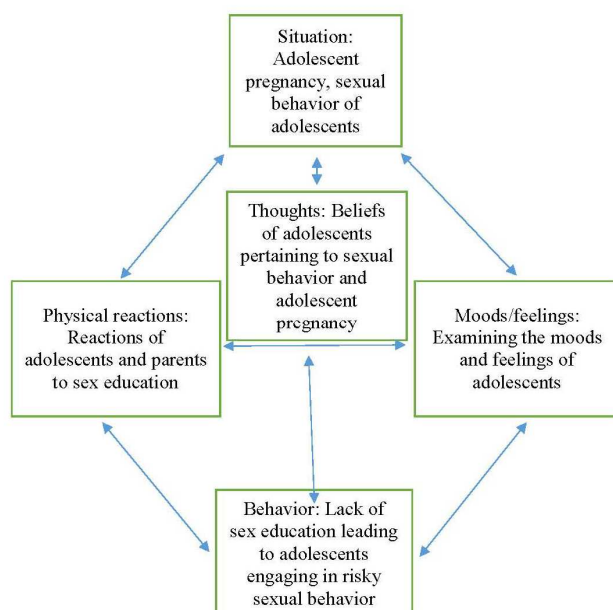 Situation:
Adolescent
pregnancy, sexual
behavior of
adolescents
Thoughts: Beliefs
of adolescents
pertaining to sexual
behavior and
adolescent
pregnancy
Physical reactions:
Reactions of
adolescents and parents
to sex education
Moods/feelings:
Examining the moods
and feelings of
adolescents
Behavior: Lack of
sex education leading
to adolescents
engaging in risky
sexual behavior